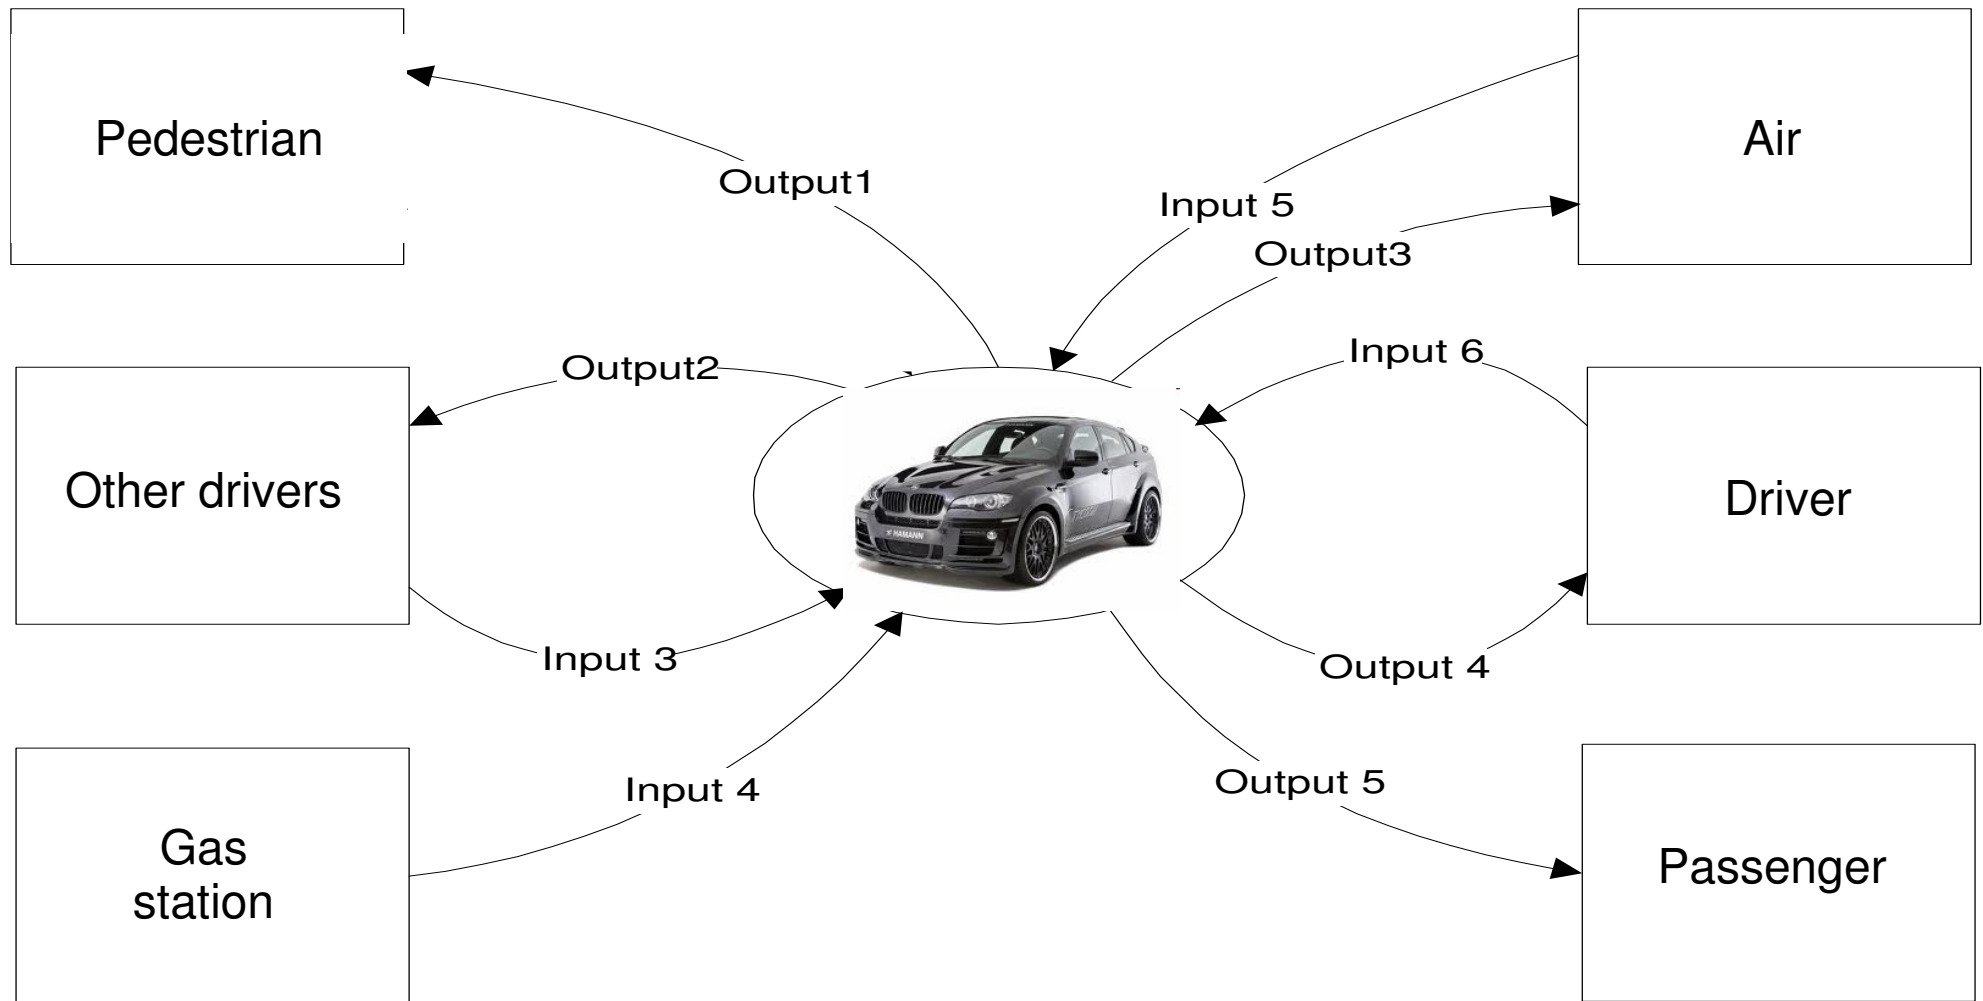 Pedestrian
Air
Output1
Input 5
Output3
Output2
Input 6
Other drivers
HAMANN
Driver
Input 3
Output 4
Input 4
Output 5
Gas
station
Passenger